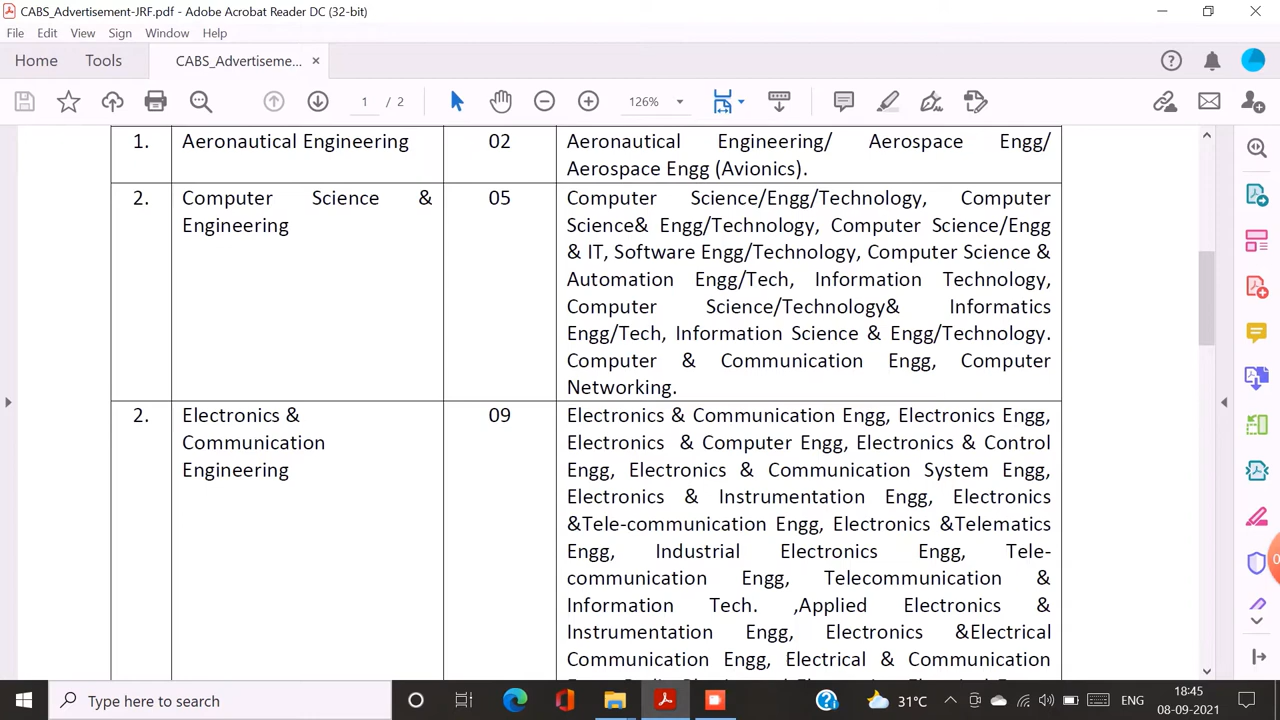 CABS_Advertisement-JRF.pdf - Adobe Acrobat Reader DC (32-bit)
File Edit View Sign Window Help
Home Tools CABS_Advertiseme... ×
1 / 2 126%
1. Aeronautical Engineering 02 Aeronautical Engineering/ Aerospace Engg/
Aerospace Engg (Avionics).
2. Computer Science & 05 Computer Science/Engg/Technology, Computer
Engineering Science& Engg/Technology, Computer Science/Engg
& IT, Software Engg/Technology, Computer Science &
Automation Engg/Tech, Information Technology,
Computer Science/Technology& Informatics
Engg/Tech, Information Science & Engg/Technology.
Computer & Communication Engg, Computer
Networking.
2. Electronics & 09 Electronics & Communication Engg, Electronics Engg,
Communication Electronics & Computer Engg, Electronics & Control
Engineering Engg, Electronics & Communication System Engg,
Electronics & Instrumentation Engg, Electronics
&Tele-communication Engg, Electronics &Telematics
Engg, Industrial Electronics Engg, Tele-
communication Engg, Telecommunication &
Information Tech. ,Applied Electronics &
Instrumentation Engg, Electronics &Electrical
Communication Engg, Electrical & Communication
Type here to search 31°C ENG 18:45
08-09-2021